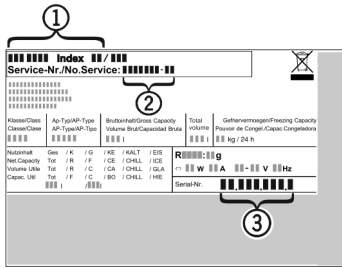 1
Index /
Service-Nr./No.Service: -
2
Klasse/Class
Classe/Clase
Ap-Typ/AP-Type
AP-Type/AP-Tipo
Bruttoinhalt/Gross Capacity
Volume Brut/Capacidad Bruta
Total
volume
l
Gefriervermoegen/Freezing Capacity
Pouvoir de Congel./Capac.Congeladora
kg / 24 h
Nutzinhalt Ges / K / G / KE / KALT / EIS
Net.Capacity Tot / R / F / CE / CHILL / ICE
Volume Utile Tot / R / C / CA / CHILL / GLA
Capac. Util Tot / F / C / BO / CHILL / HIE
l / l
R : g
W A - V Hz
Serial-Nr. . . .
3